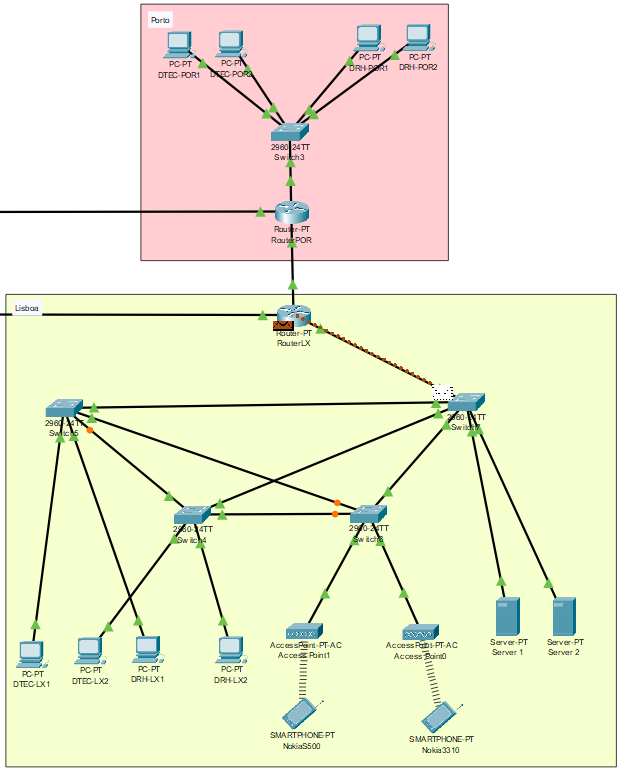 Porto
PC-PT
DTEC-POR1
PC-PT
DTEC-POR2
PC-PT
DRH-POR1
PC-PT
DRH-POR2
2960-24TT
Switch3
Router-PT
RouterPOR
Lisboa
Router-PT
RouterLX
2960-24TT
Switch5
2960-24TT
2960-24TT
Switch4
2960-24TT
PC-PT
DTEC-LX1
PC-PT
DTEC-LX2
PC-PT
DRH-LX1
PC-PT
DRH-LX2
AccessPoint-PT-AC
Access Point1
AccessPoint-PT-AC
Access Point0
Server-PT
Server 1
Server-PT
Server 2
SMARTPHONE-PT
NokiaS500
SMARTPHONE-PT
Nokia3310